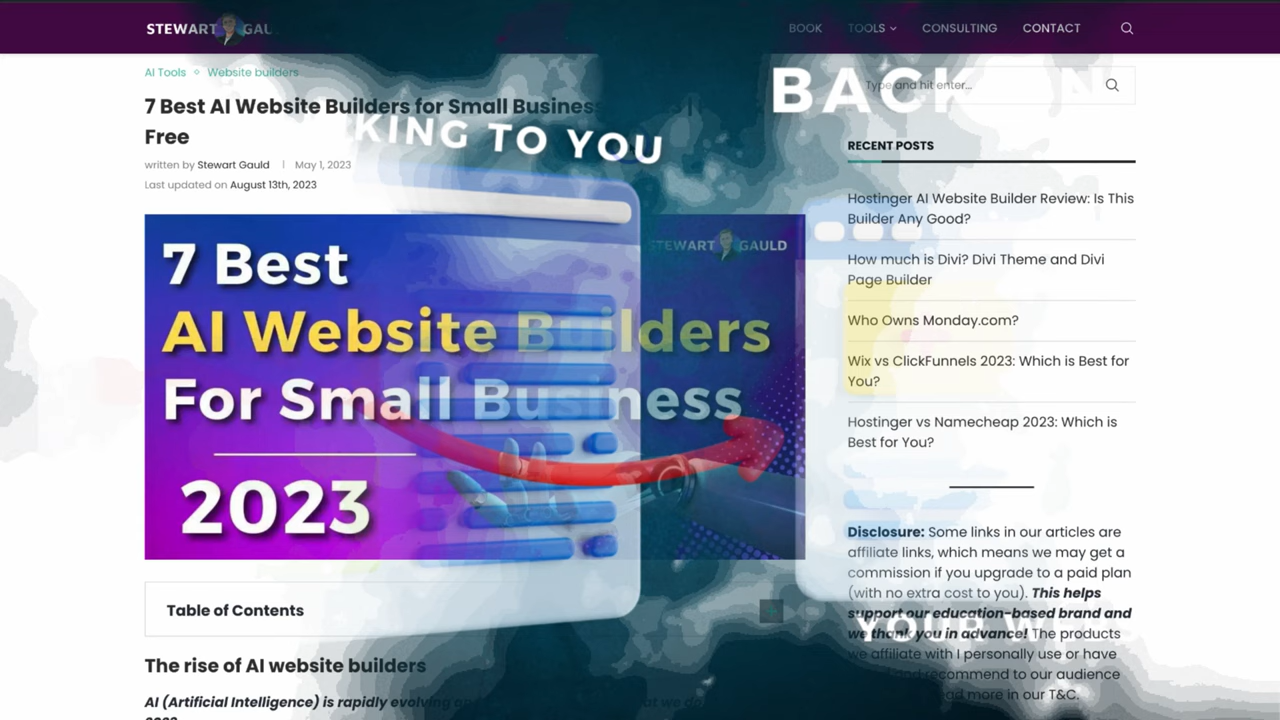 STEWART GAUL
BOOK
TOOLS
CONSULTING
CONTACT
AI Tools
Website builders
7 Best AI Website Builders for Small Business
Free
KING TO YOU
BACK
Type and hit enter...
written by Stewart Gauld
May 1, 2023
Last updated on August 13th, 2023
STEWART GAULD
7 Best
AI Website Builders
For Small Business
2023
Table of Contents
The rise of AI website builders
AI (Artificial Intelligence) is rapidly evolving
RECENT POSTS
Hostinger AI Website Builder Review: Is This
Builder Any Good?
How much is Divi? Divi Theme and Divi
Page Builder
Who Owns Monday.com?
Wix vs ClickFunnels 2023: Which is Best for
You?
Hostinger vs Namecheap 2023: Which is
Best for You?
Disclosure: Some links in our articles are
affiliate links, which means we may get a
commission if you upgrade to a paid plan
(with no extra cost to you). This helps
support our education-based brand and
we thank you in advance! The products
we affiliate with I personally use or have
and recommend to our audience
more in our T&C.
YOUR